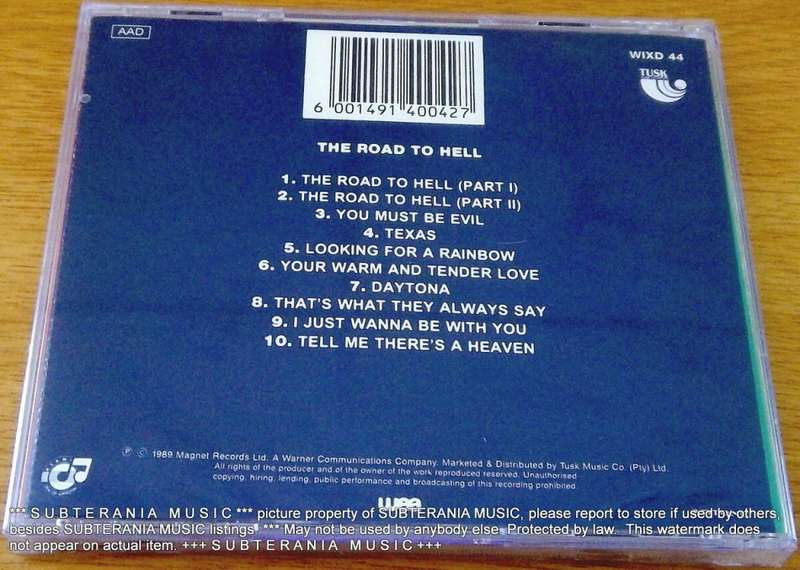 AAD
WIXD 44
TUSK
6 001491 400427
THE ROAD TO HELL
1. THE ROAD TO HELL (PART I)
2. THE ROAD TO HELL (PART II)
3. YOU MUST BE EVIL
4. TEXAS
5. LOOKING FOR A RAINBOW
6. YOUR WARM AND TENDER LOVE
7. DAYTONA
8. THAT'S WHAT THEY ALWAYS SAY
9. I JUST WANNA BE WITH YOU
10. TELL ME THERE'S A HEAVEN
℗ © 1989 Magnet Records Ltd. A Warner Communications Company. Marketed & Distributed by Tusk Music Co. (Pty) Ltd.
All rights of the producer and of the owner of the work reproduced reserved. Unauthorised
copying, hiring, lending, public performance and broadcasting of this recording prohibited.
wea
*** S U B T E R A N I A M U S I C *** picture property of SUBTERANIA MUSIC, please report to store if used by others,
besides SUBTERANIA MUSIC listings! *** May not be used by anybody else. Protected by law. This watermark does
not appear on actual item. +++ S U B T E R A N I A M U S I C +++